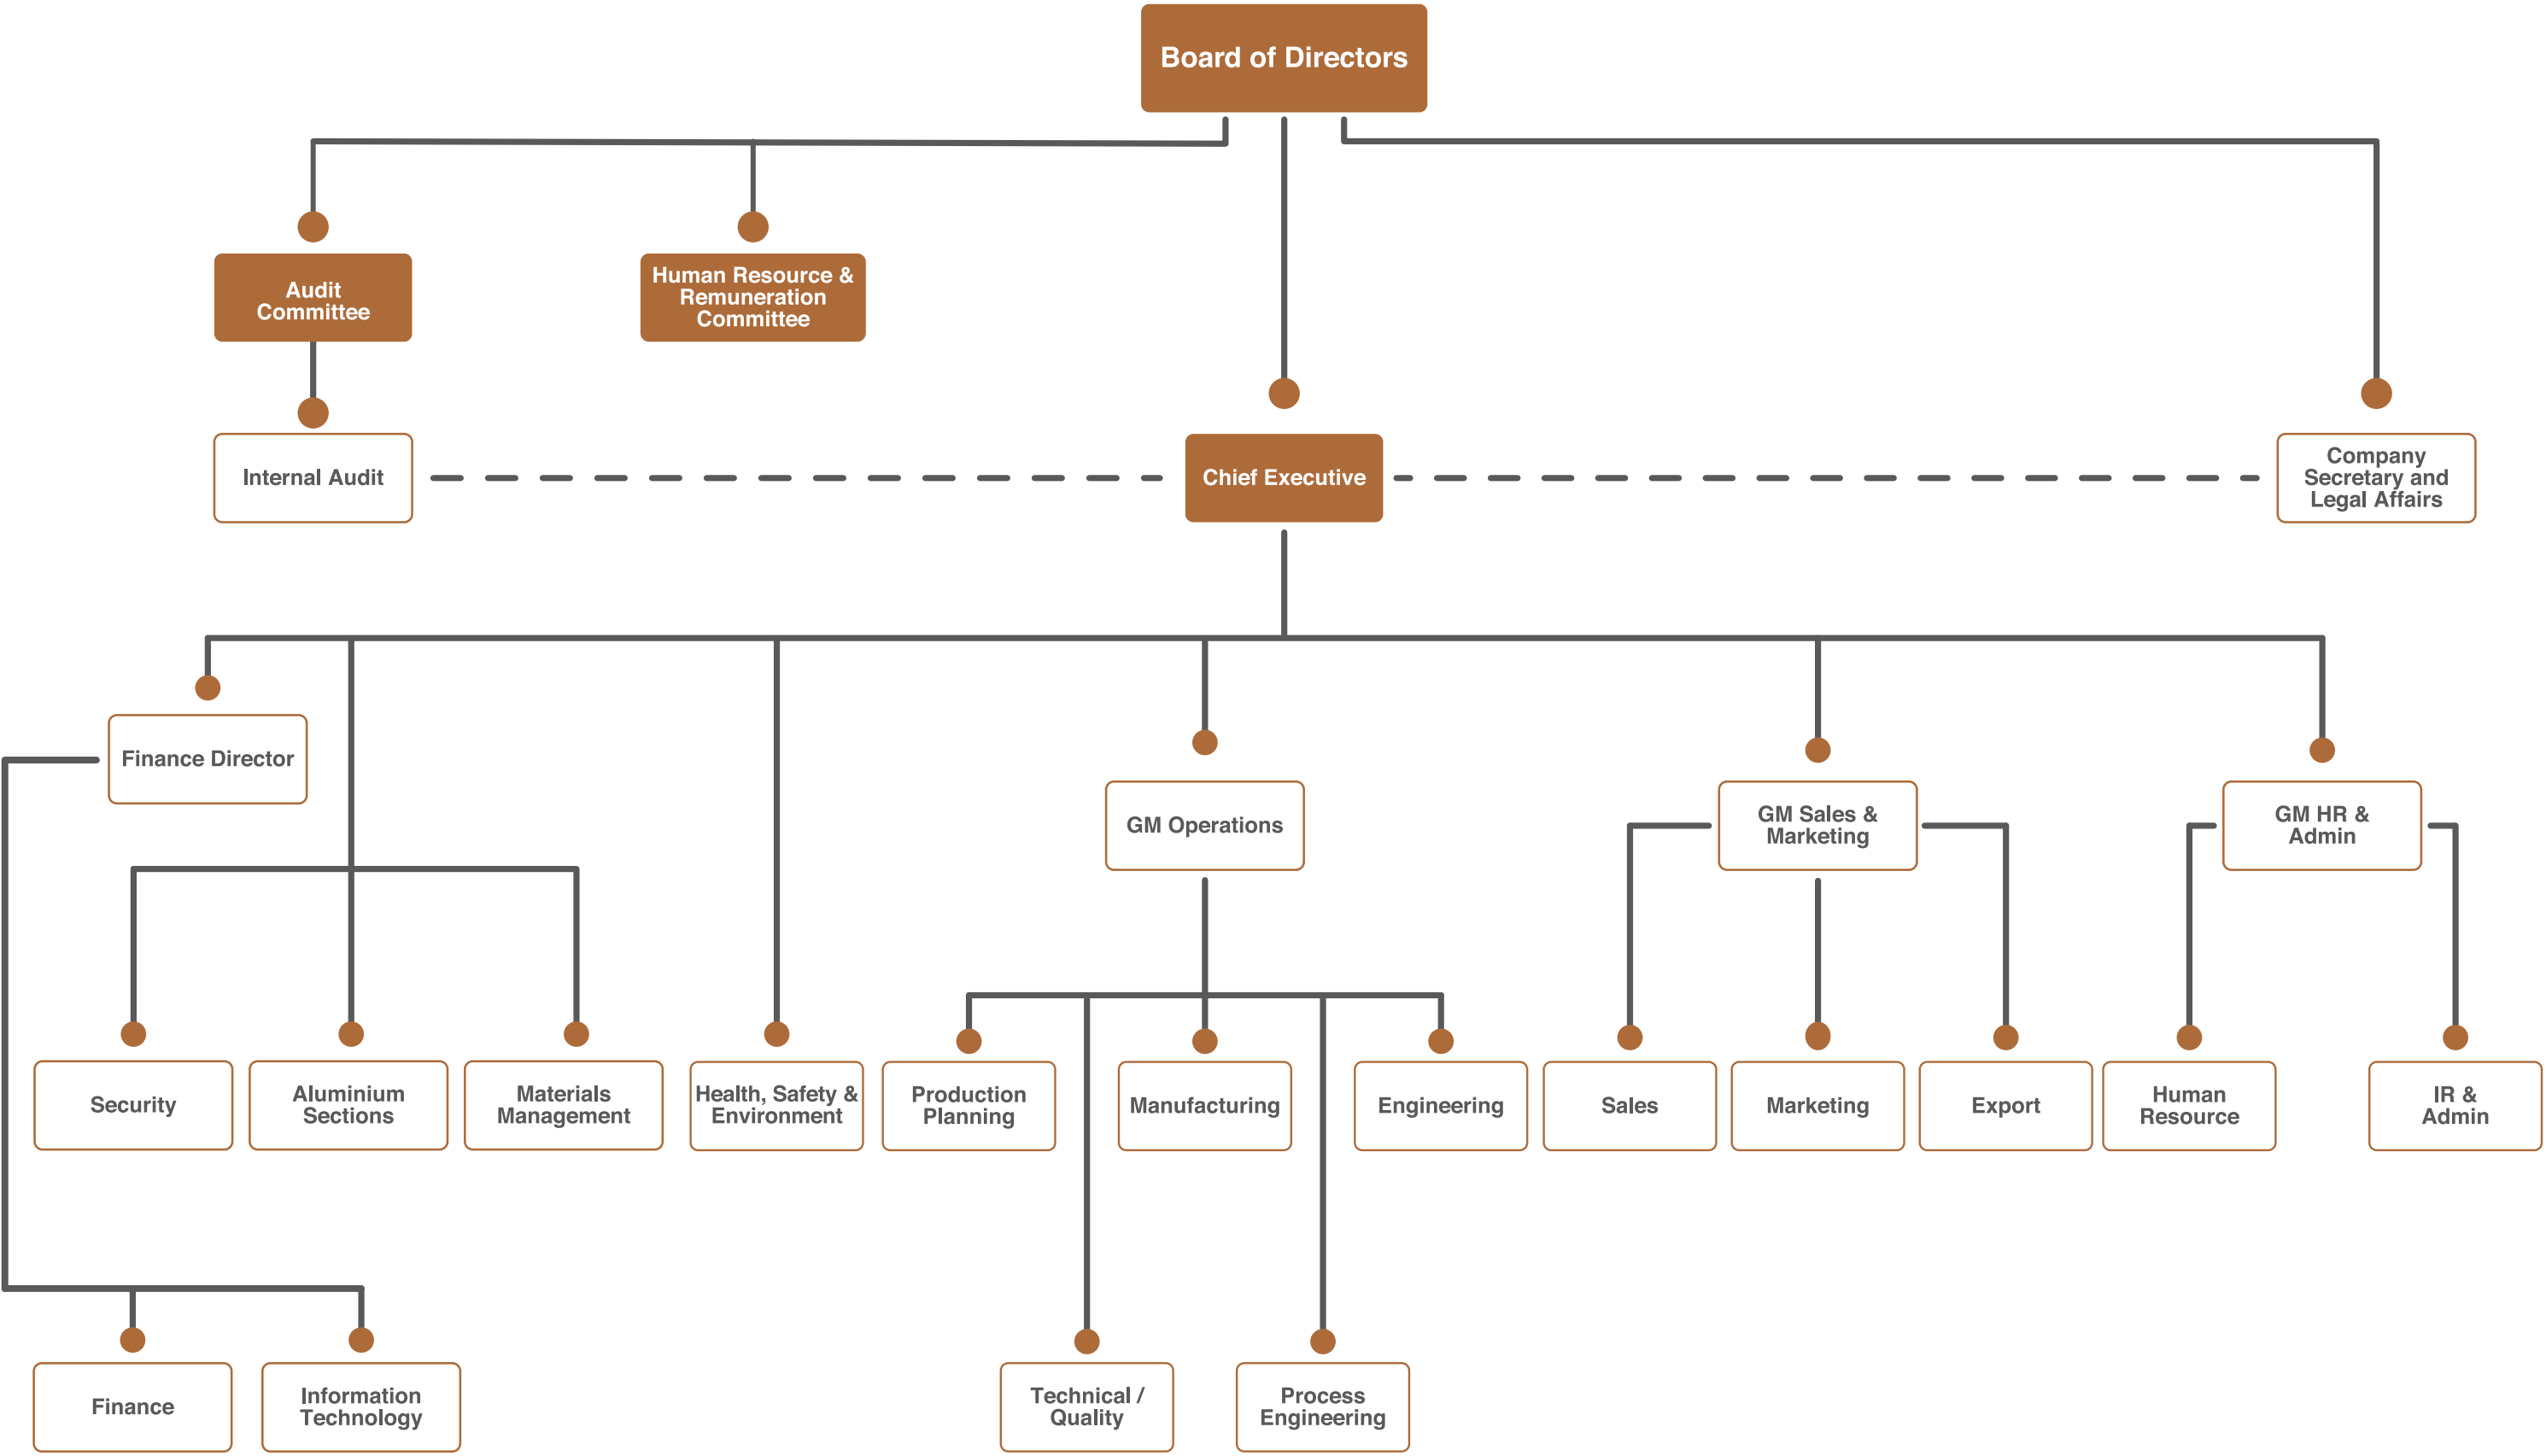 Board of Directors
Audit
Committee
Human Resource &
Remuneration
Committee
Internal Audit
Chief Executive
Company
Secretary and
Legal Affairs
Finance Director
GM Operations
GM Sales &
Marketing
GM HR &
Admin
Security
Aluminium
Sections
Materials
Management
Health, Safety &
Environment
Production
Planning
Manufacturing
Engineering
Sales
Marketing
Export
Human
Resource
IR &
Admin
Finance
Information
Technology
Technical /
Quality
Process
Engineering